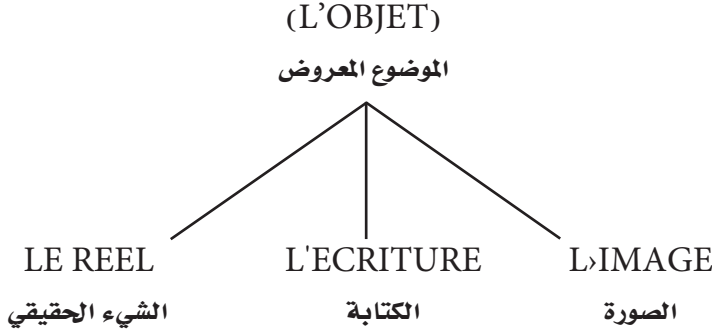 (L’OBJET)
الموضوع المعروض
LE REEL
L'ECRITURE
L›IMAGE
الشيء الحقيقي
الكتابة
الصورة